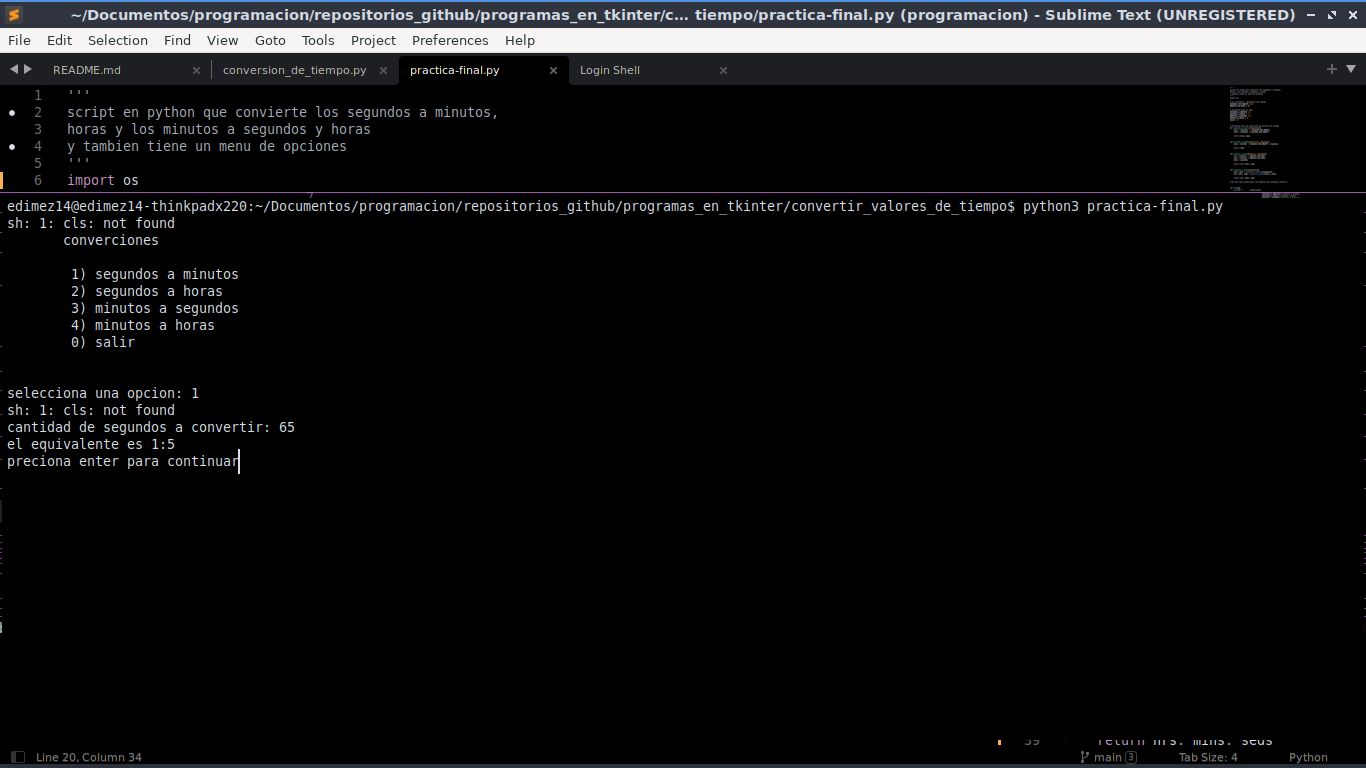 ~/Documentos/programacion/repositorios_github/programas_en_tkinter/c... tiempo/practica-final.py (programacion) - Sublime Text (UNREGISTERED)
File Edit Selection Find View Goto Tools Project Preferences Help
README.md conversion_de_tiempo.py practica-final.py Login Shell
1 '''
2 script en python que convierte los segundos a minutos,
3 horas y los minutos a segundos y horas
4 y tambien tiene un menu de opciones
5 '''
6 import os
edimez14@edimez14-thinkpadx220:~/Documentos/programacion/repositorios_github/programas_en_tkinter/convertir_valores_de_tiempo$ python3 practica-final.py
sh: 1: cls: not found
converciones
1) segundos a minutos
2) segundos a horas
3) minutos a segundos
4) minutos a horas
0) salir
selecciona una opcion: 1
sh: 1: cls: not found
cantidad de segundos a convertir: 65
el equivalente es 1:5
preciona enter para continuar
59 return hrs. mins. segs
Line 20, Column 34 main 3 Tab Size: 4 Python